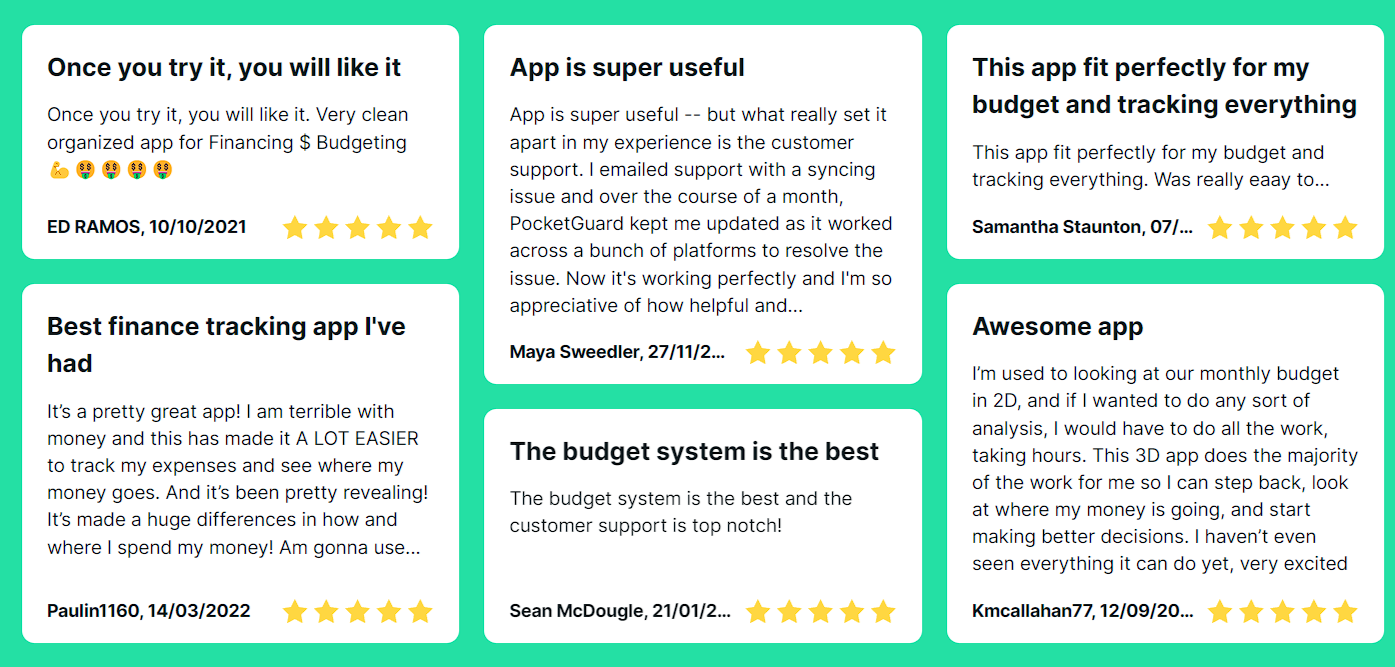 Once you try it, you will like it
Once you try it, you will like it. Very clean
organized app for Financing $ Budgeting
💪 🤑 🤑 🤑 🤑
ED RAMOS, 10/10/2021
Best finance tracking app I've
had
It’s a pretty great app! I am terrible with
money and this has made it A LOT EASIER
to track my expenses and see where my
money goes. And it’s been pretty revealing!
It’s made a huge differences in how and
where I spend my money! Am gonna use...
Paulin1160, 14/03/2022
App is super useful
App is super useful -- but what really set it
apart in my experience is the customer
support. I emailed support with a syncing
issue and over the course of a month,
PocketGuard kept me updated as it worked
across a bunch of platforms to resolve the
issue. Now it's working perfectly and I'm so
appreciative of how helpful and...
Maya Sweedler, 27/11/2...
The budget system is the best
The budget system is the best and the
customer support is top notch!
Sean McDougle, 21/01/2...
This app fit perfectly for my
budget and tracking everything
This app fit perfectly for my budget and
tracking everything. Was really eaay to...
Samantha Staunton, 07/...
Awesome app
I’m used to looking at our monthly budget
in 2D, and if I wanted to do any sort of
analysis, I would have to do all the work,
taking hours. This 3D app does the majority
of the work for me so I can step back, look
at where my money is going, and start
making better decisions. I haven’t even
seen everything it can do yet, very excited
Kmcallahan77, 12/09/20...